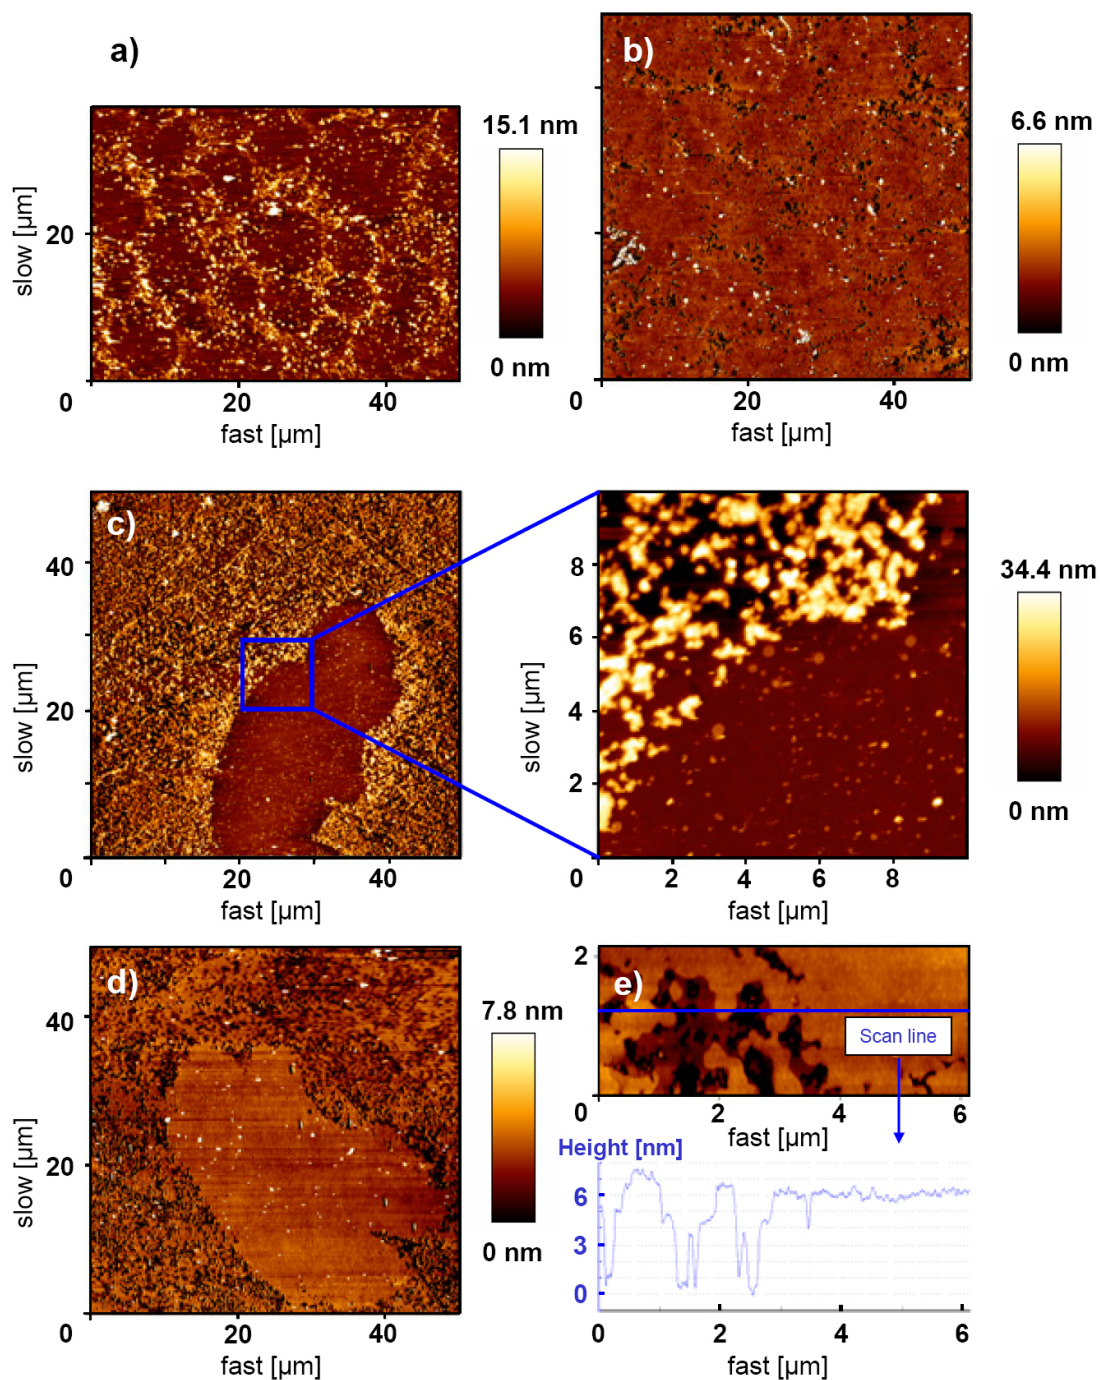 a)
15.1 nm
slow [µm]
20
0 nm
0
20
40
fast [µm]
b)
6.6 nm
0 nm
0
20
40
fast [µm]
c)
40
slow [µm]
20
0
20
40
fast [µm]
8
34.4 nm
6
slow [µm]
4
2
0 nm
0
2
4
6
8
fast [µm]
d)
40
7.8 nm
slow [µm]
20
0 nm
0
20
40
fast [µm]
2
e)
Scan line
0
2
4
6
fast [µm]
Height [nm]
6
3
0
0
2
4
6
fast [µm]